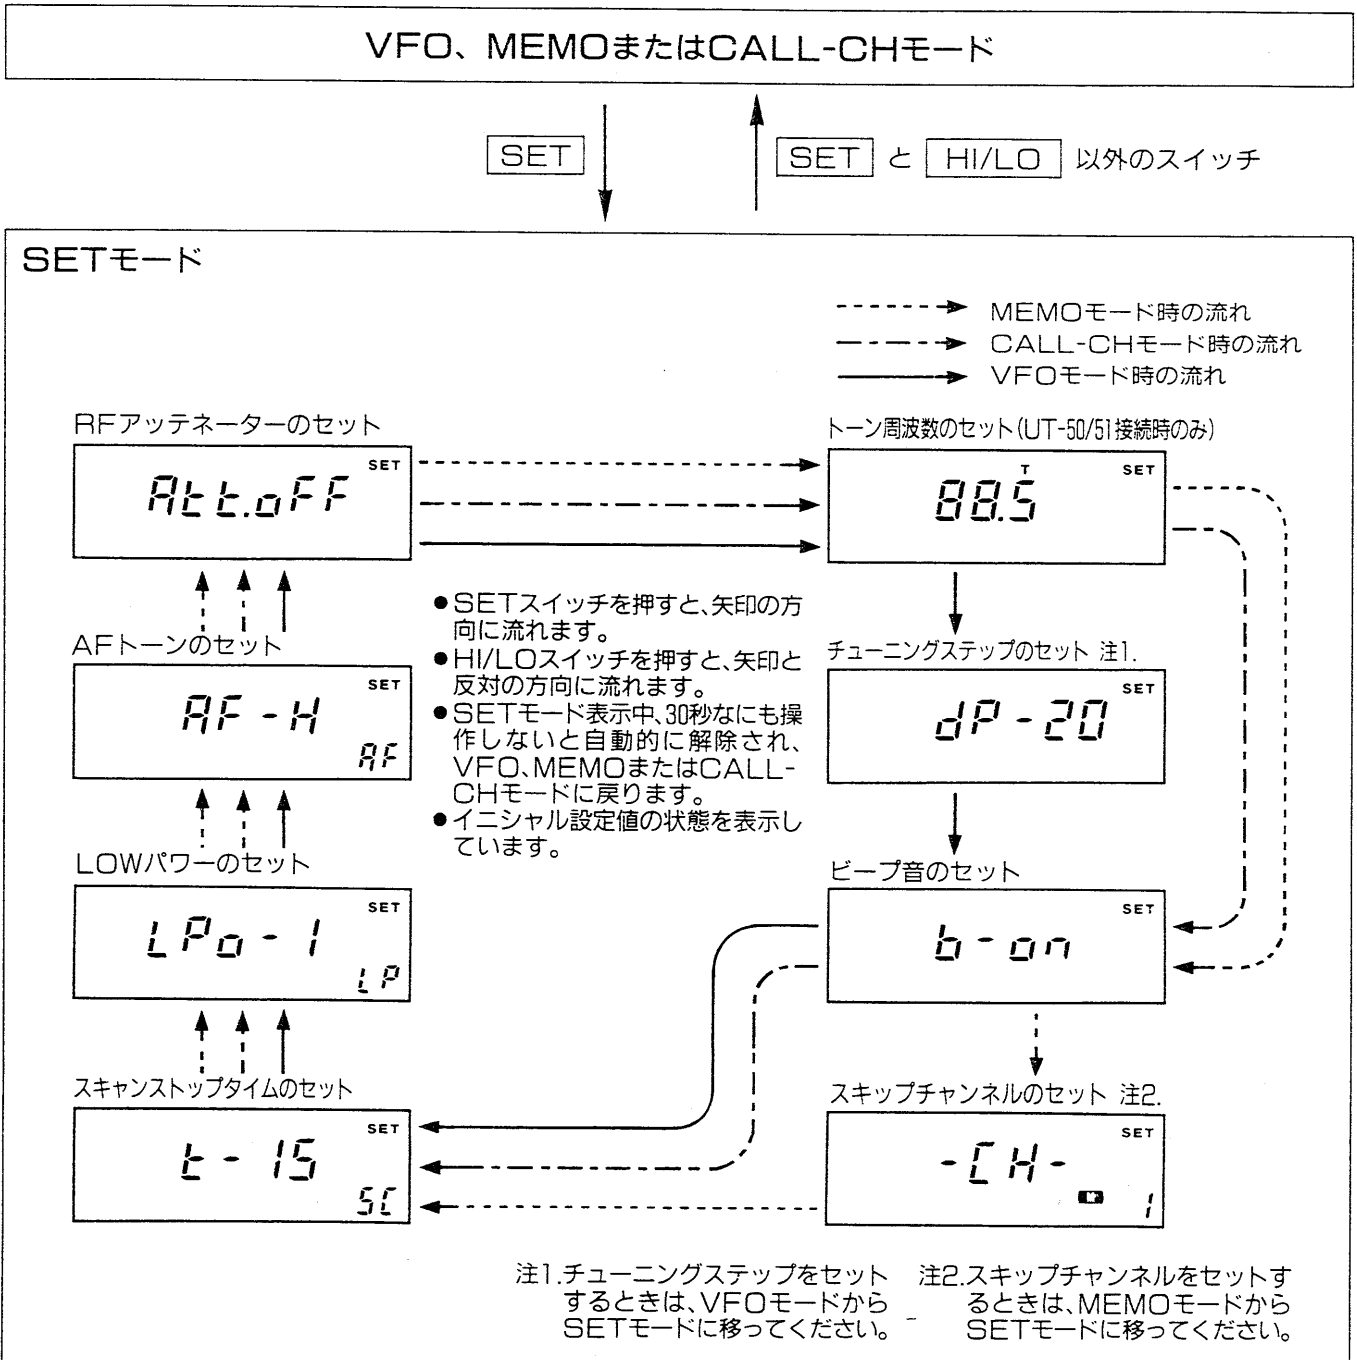 VFO、MEMOまたはCALL-CHモード
SET
SET と HI/LO 以外のスイッチ
SETモード
MEMOモード時の流れ
CALL-CHモード時の流れ
VFOモード時の流れ
RFアッテネーターのセット
SET
Att.oFF
トーン周波数のセット(UT-50/51接続時のみ)
T SET
88.5
●SETスイッチを押すと、矢印の方
向に流れます。
●HI/LOスイッチを押すと、矢印と
反対の方向に流れます。
●SETモード表示中、30秒なにも操
作しないと自動的に解除され、
VFO、MEMOまたはCALL-
CHモードに戻ります。
●イニシャル設定値の状態を表示し
ています。
AFトーンのセット
SET
AF-H
AF
チューニングステップのセット 注1.
SET
dP-20
LOWパワーのセット
SET
LPo-1
LP
ビープ音のセット
SET
b-on
スキャンストップタイムのセット
SET
t-15
SC
スキップチャンネルのセット 注2.
SET
-CH-
1
注1.チューニングステップをセット
するときは、VFOモードから
SETモードに移ってください。
注2.スキップチャンネルをセットす
るときは、MEMOモードから
SETモードに移ってください。